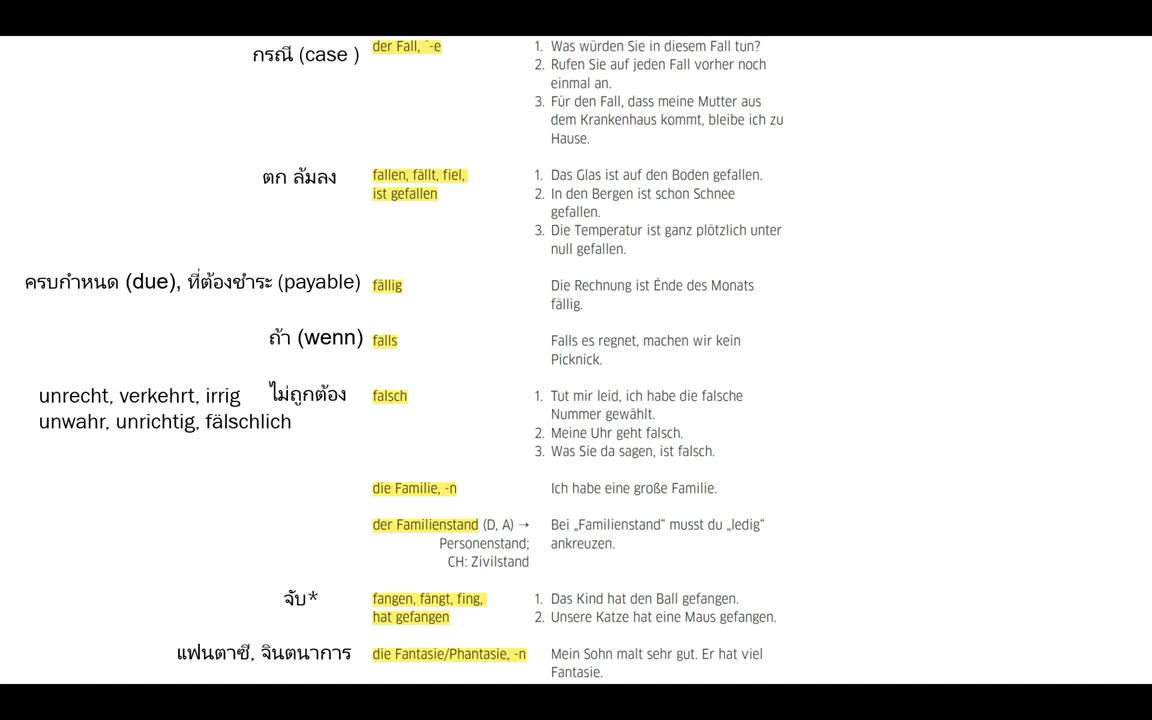 กรณี (case ) der Fall, ¨-e 1. Was würden Sie in diesem Fall tun?
2. Rufen Sie auf jeden Fall vorher noch
einmal an.
3. Für den Fall, dass meine Mutter aus
dem Krankenhaus kommt, bleibe ich zu
Hause.
ตก ล้มลง fallen, fällt, fiel, 1. Das Glas ist auf den Boden gefallen.
ist gefallen 2. In den Bergen ist schon Schnee
gefallen.
3. Die Temperatur ist ganz plötzlich unter
null gefallen.
ครบกำหนด (due), ที่ต้องชำระ (payable) fällig Die Rechnung ist Énde des Monats
fällig.
ถ้า (wenn) falls Falls es regnet, machen wir kein
Picknick.
unrecht, verkehrt, irrig ไม่ถูกต้อง falsch 1. Tut mir leid, ich habe die falsche
unwahr, unrichtig, fälschlich Nummer gewählt.
2. Meine Uhr geht falsch.
3. Was Sie da sagen, ist falsch.
die Familie, -n Ich habe eine große Familie.
der Familienstand (D, A) → Bei „Familienstand“ musst du „ledig“
Personenstand; ankreuzen.
CH: Zivilstand
จับ* fangen, fängt, fing, 1. Das Kind hat den Ball gefangen.
hat gefangen 2. Unsere Katze hat eine Maus gefangen.
แฟนตาซี, จินตนาการ die Fantasie/Phantasie, -n Mein Sohn malt sehr gut. Er hat viel
Fantasie.